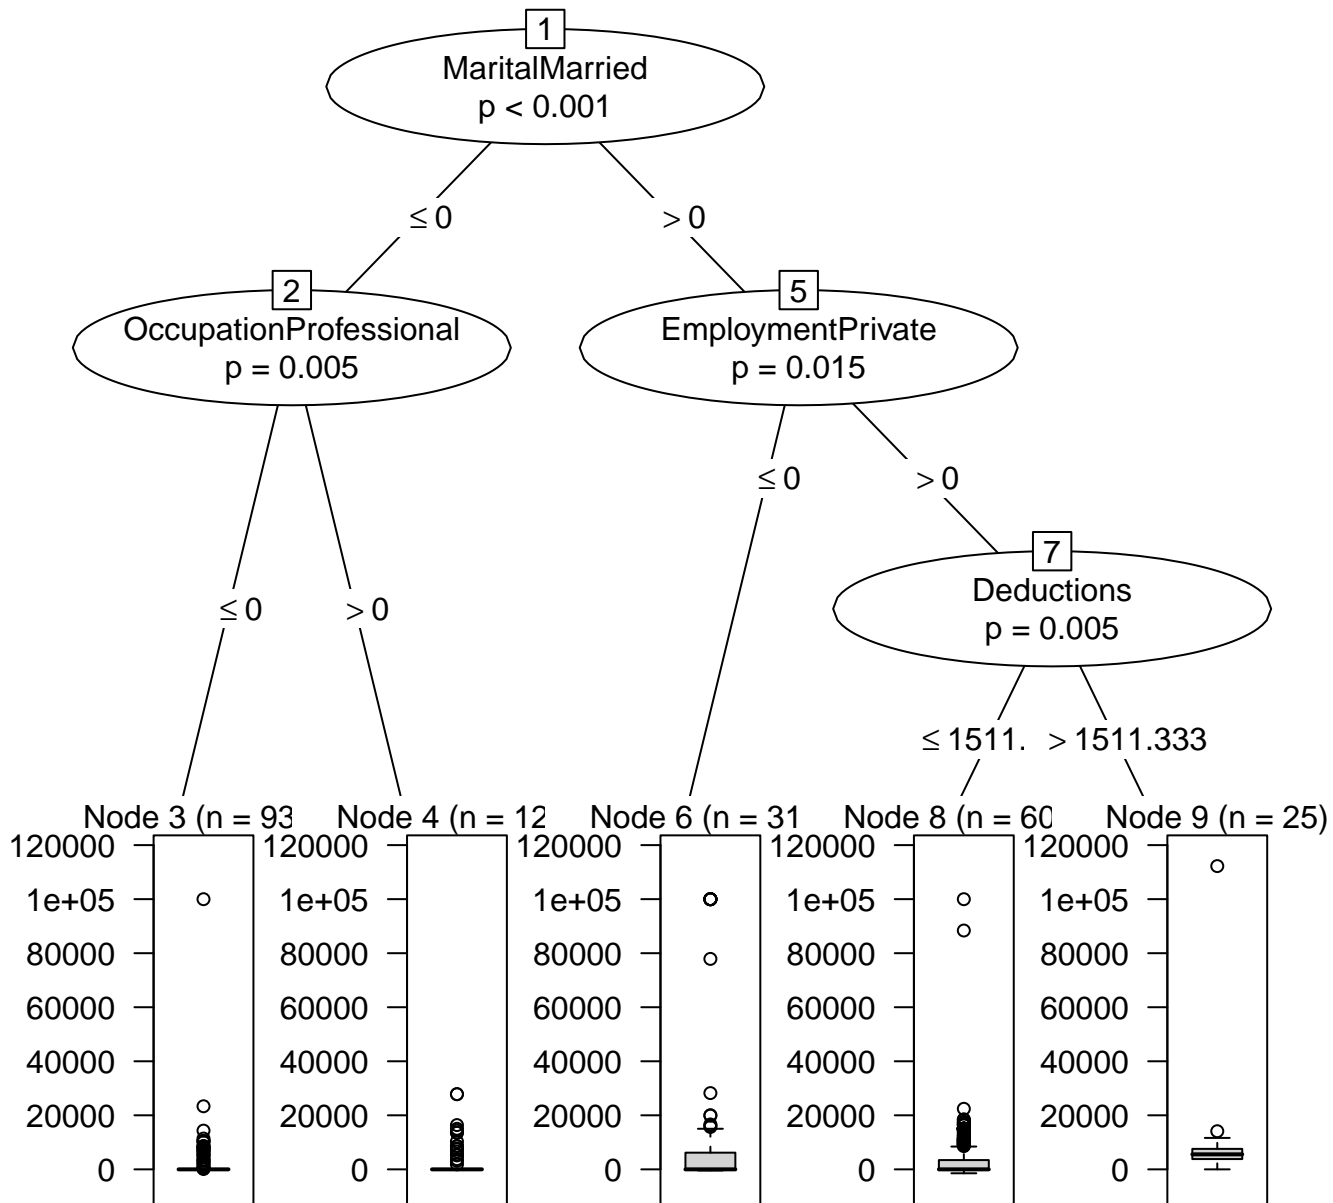 1
MaritalMarried
p < 0.001
≤ 0
> 0
2
OccupationProfessional
p = 0.005
5
EmploymentPrivate
p = 0.015
≤ 0
> 0
7
Deductions
p = 0.005
≤ 0
> 0
≤ 1511.
> 1511.333
Node 3 (n = 93
120000
1e+05
80000
60000
40000
20000
0
Node 4 (n = 12
120000
1e+05
80000
60000
40000
20000
0
Node 6 (n = 31
120000
1e+05
80000
60000
40000
20000
0
Node 8 (n = 60
120000
1e+05
80000
60000
40000
20000
0
Node 9 (n = 25)
120000
1e+05
80000
60000
40000
20000
0